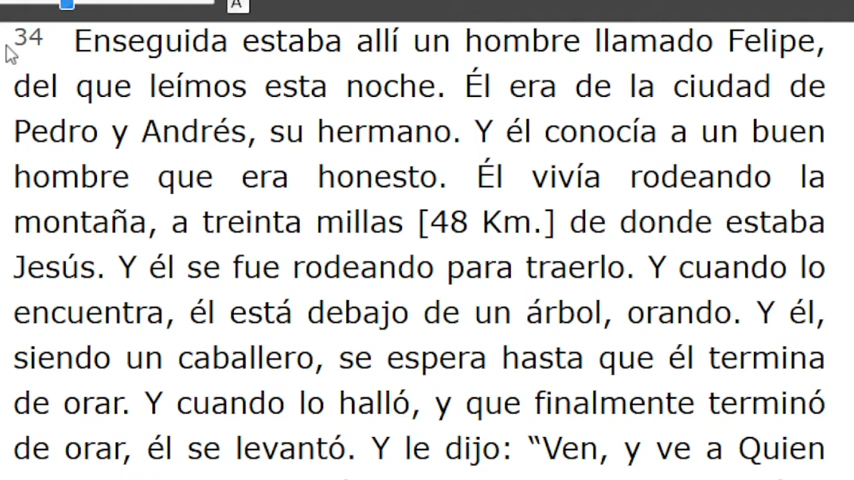 A
34 Enseguida estaba allí un hombre llamado Felipe,
del que leímos esta noche. Él era de la ciudad de
Pedro y Andrés, su hermano. Y él conocía a un buen
hombre que era honesto. Él vivía rodeando la
montaña, a treinta millas [48 Km.] de donde estaba
Jesús. Y él se fue rodeando para traerlo. Y cuando lo
encuentra, él está debajo de un árbol, orando. Y él,
siendo un caballero, se espera hasta que él termina
de orar. Y cuando lo halló, y que finalmente terminó
de orar, él se levantó. Y le dijo: “Ven, y ve a Quien